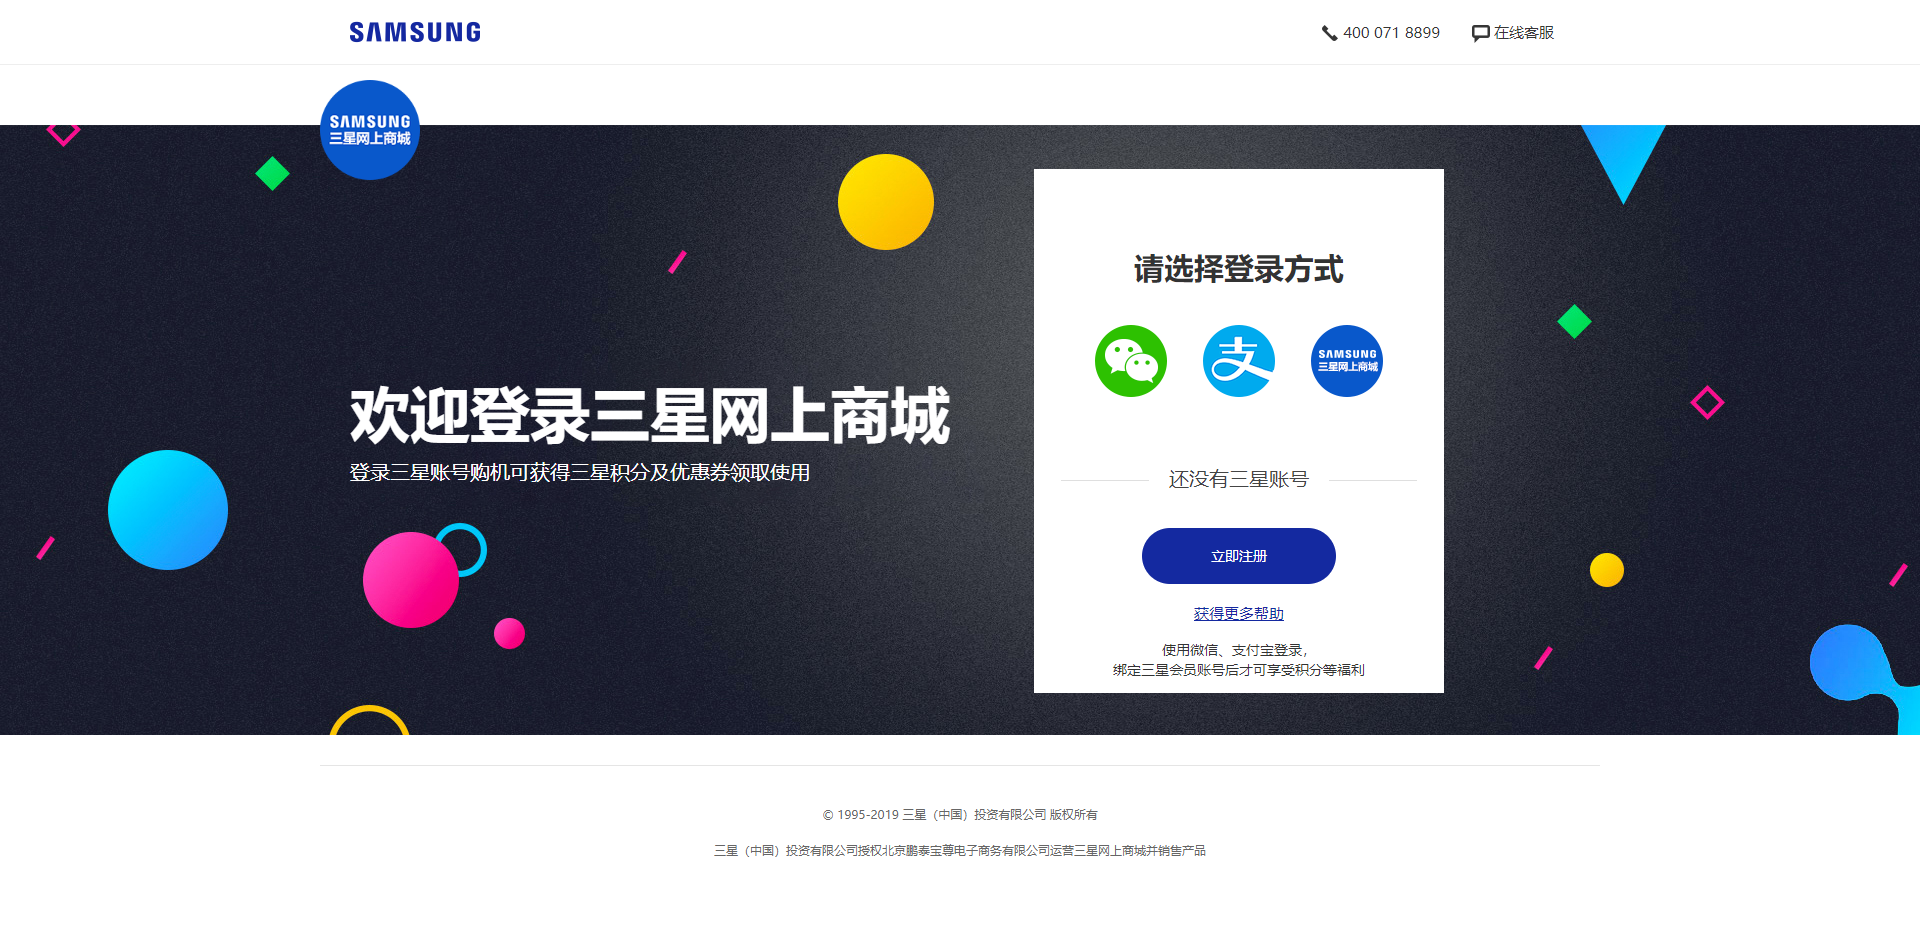 SAMSUNG
400 071 8899
在线客服
SAMSUNG
三星网上商城
请选择登录方式
支
SAMSUNG
三星网上商城
欢迎登录三星网上商城
登录三星账号购机可获得三星积分及优惠券领取使用
还没有三星账号
立即注册
获得更多帮助
使用微信、支付宝登录，
绑定三星会员账号后才可享受积分等福利
© 1995-2019 三星（中国）投资有限公司 版权所有
三星（中国）投资有限公司授权北京鹏泰宝尊电子商务有限公司运营三星网上商城并销售产品